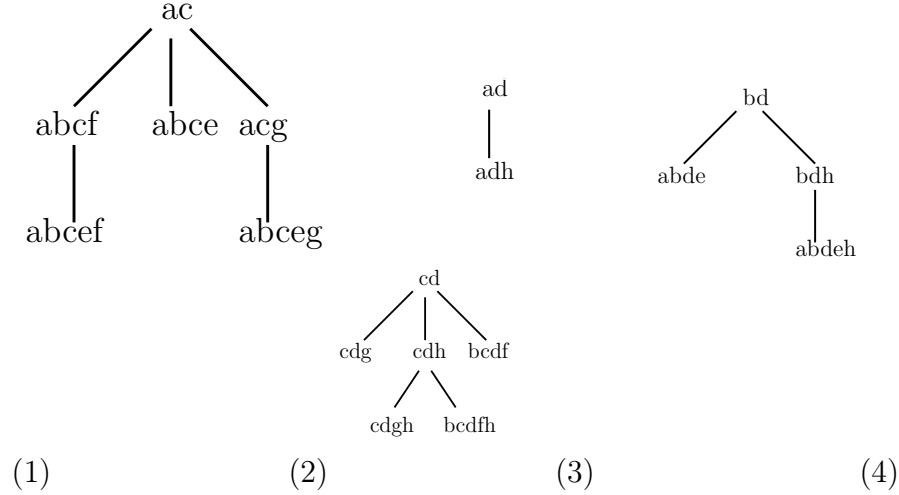 ac
abcf abce acg
abcef abceg
ad
adh
bd
abde bdh
abdeh
cd
cdg cdh bcdf
cdgh bcdfh
(1) (2) (3) (4)